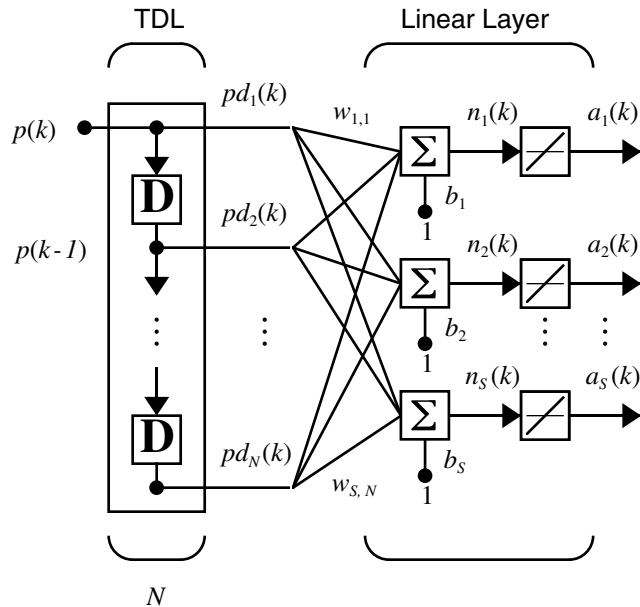 TDL Linear Layer
pd₁(k) w₁,₁ n₁(k) a₁(k)
p(k) Σ
D b₁
1
pd₂(k) n₂(k) a₂(k)
p(k-1) Σ
b₂
1
nS(k) aS(k)
D Σ
pdN(k) bS
wS,N 1
N